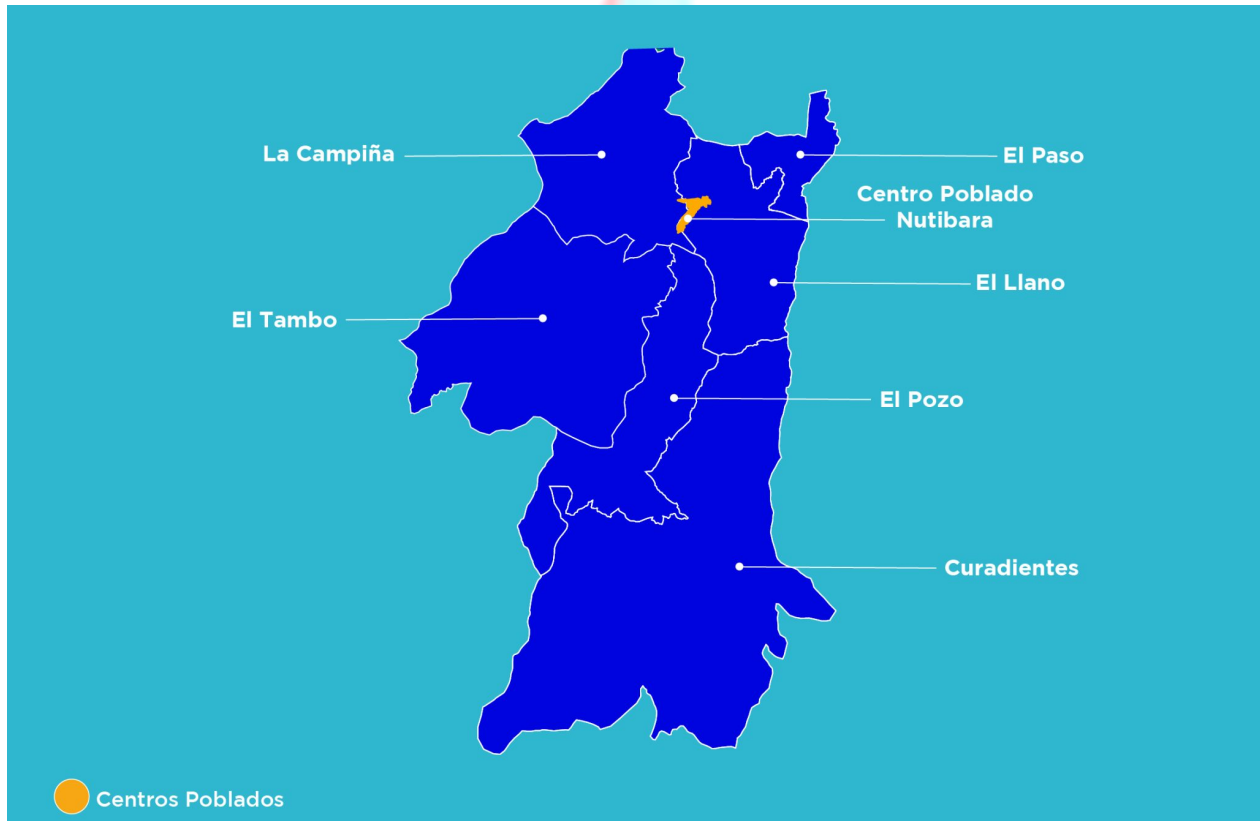 La Campiña
El Paso
Centro Poblado
Nutibara
El Llano
El Tambo
El Pozo
Curadientes
Centros Poblados